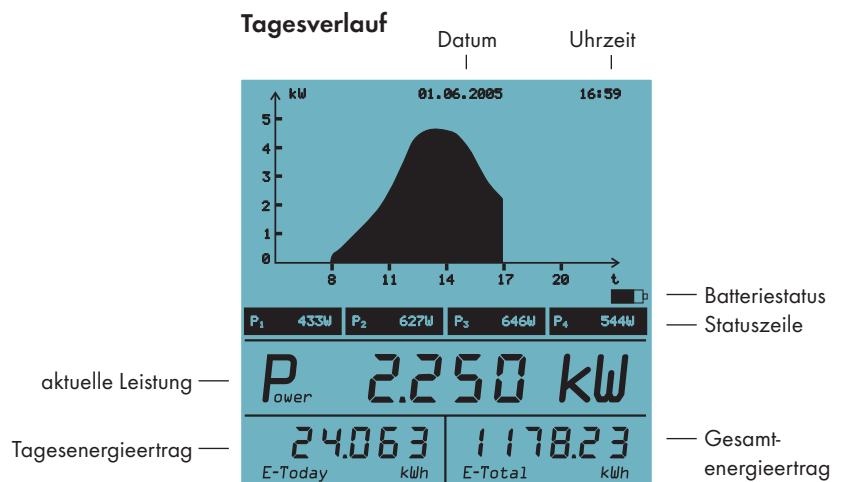 Tagesverlauf
Datum Uhrzeit
kW 01.06.2005 16:59
5
4
3
2
1
0
8 11 14 17 20 t
Batteriestatus
P1 433W P2 627W P3 646W P4 544W
Statuszeile
aktuelle Leistung
Power 2.250 kW
Tagesenergieertrag
24.063 1178.23
E-Today kWh E-Total kWh
Gesamt-
energieertrag